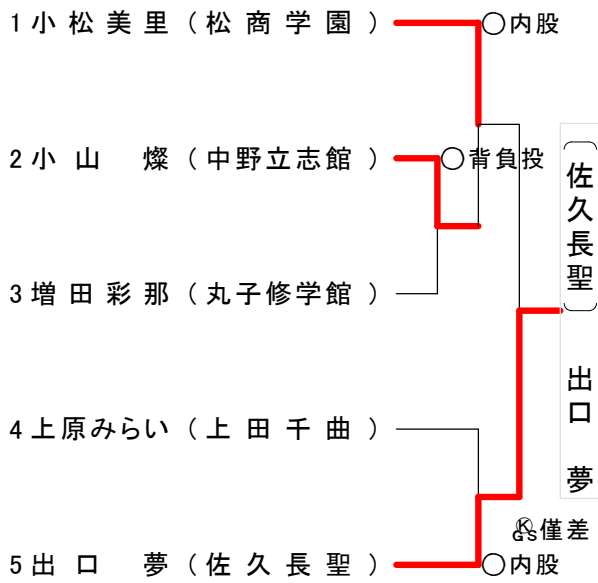 1 小松美里 (松商学園) ○内股
2 小山 燦 (中野立志館) ○背負投
3 増田彩那 (丸子修学館)
4 上原みらい (上田千曲)
5 出口 夢 (佐久長聖) ○内股
(佐久長聖) 出口 夢
Ⓚ GS 僅差